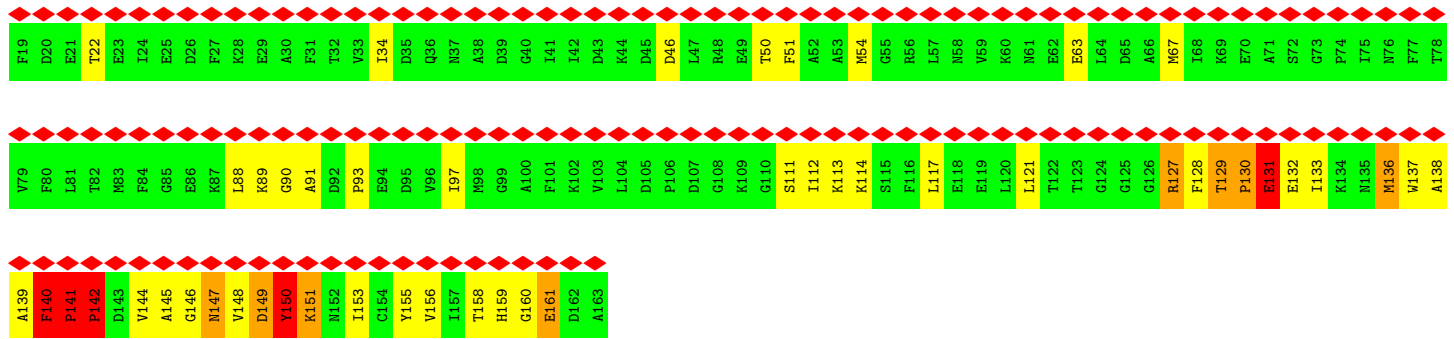 F19 D20 E21 T22 E23 I24 E25 D26 F27 K28 E29 A30 F31 T32 V33 I34 D35 Q36 N37 A38 D39 G40 I41 I42 D43 K44 D45 D46 L47 R48 E49 T50 F51 A52 A53 M54 G55 R56 L57 N58 V59 K60 N61 E62 E63 L64 D65 A66 M67 I68 K69 E70 A71 S72 G73 P74 I75 N76 F77 T78
V79 F80 L81 T82 M83 F84 G85 E86 K87 L88 K89 G90 A91 D92 P93 E94 D95 V96 I97 M98 G99 A100 F101 K102 V103 L104 D105 P106 D107 G108 K109 G110 S111 I112 K113 K114 S115 F116 L117 E118 E119 L120 L121 T122 T123 G124 G125 G126 R127 F128 T129 P130 E131 E132 I133 K134 N135 M136 W137 A138
A139 F140 P141 P142 D143 V144 A145 G146 N147 V148 D149 Y150 K151 N152 I153 C154 Y155 V156 I157 T158 H159 G160 E161 D162 A163